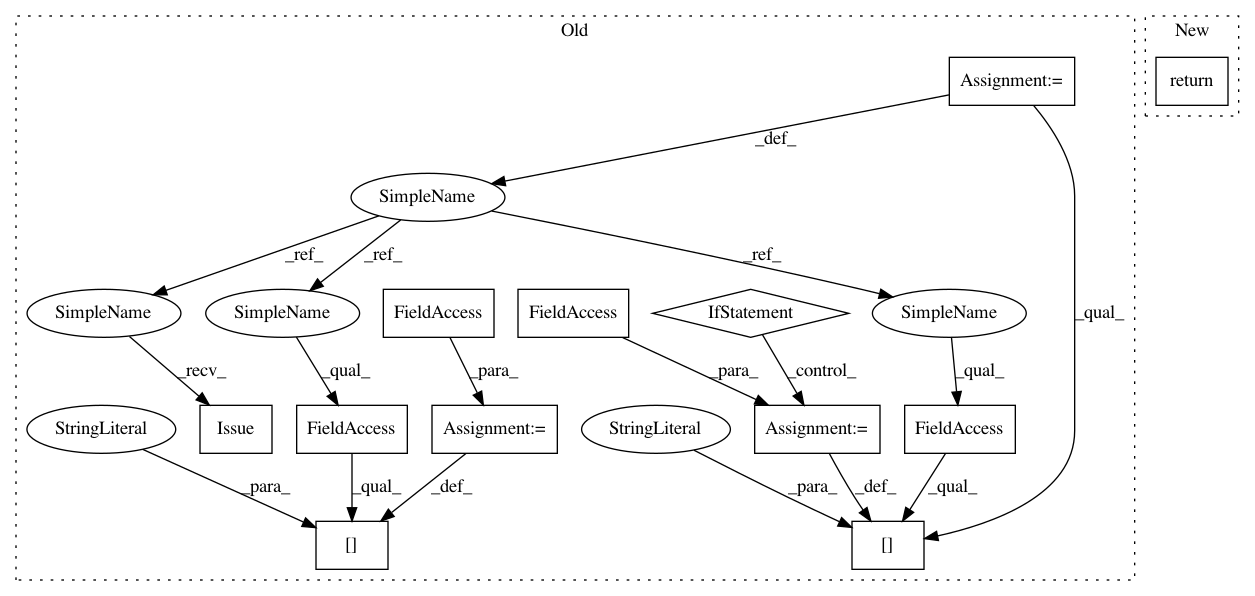 Old
New
Assignment:=
return
_def_
SimpleName
_ref_
_ref_
_ref_
SimpleName
SimpleName
FieldAccess
FieldAccess
IfStatement
SimpleName
_qual_
_recv_
_qual_
_para_
_para_
_control_
_qual_
StringLiteral
Issue
FieldAccess
Assignment:=
StringLiteral
Assignment:=
FieldAccess
_para_
_qual_
_def_
_para_
_def_
_qual_
[]
[]